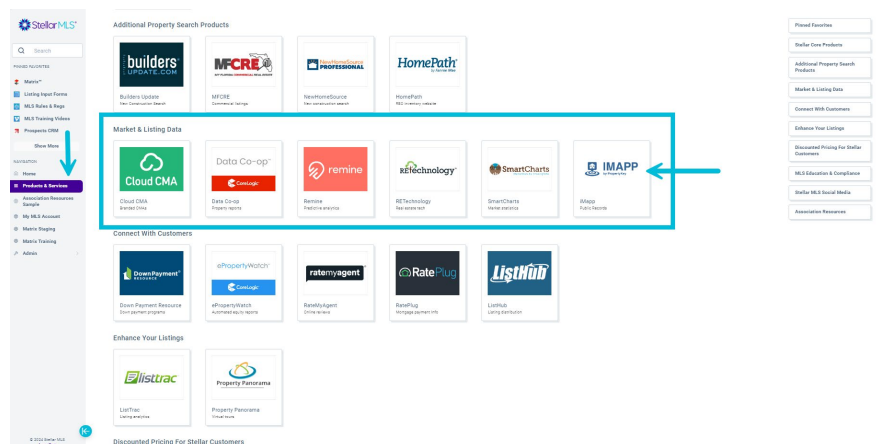 StellarMLS
Search
PINNED FAVORITES
Matrix™
Listing Input Forms
MLS Rules & Regs
MLS Training Videos
Prospects CRM
Show More
NAVIGATION
Home
Products & Services
Association Resources
Sample
My MLS Account
Matrix Staging
Matrix Training
Admin
© 2024 Stellar MLS
Additional Property Search Products
builders
UPDATE.COM
MFCRE
NewHomeSource
PROFESSIONAL
HomePath
by Fannie Mae
Builders Update
New Construction Search
MFCRE
Commercial listings
NewHomeSource
New construction search
HomePath
REO inventory website
Market & Listing Data
Cloud CMA
Data Co-op
CoreLogic
remine
REtechnology
SmartCharts
IMAPP
Cloud CMA
Branded CMAs
Data Co-op
Property reports
Remine
Predictive analytics
RETechnology
Real estate tech
SmartCharts
Market statistics
iMapp
Public Records
Connect With Customers
Down Payment
RESOURCE
ePropertyWatch
CoreLogic
ratemyagent
RatePlug
ListHub
Down Payment Resource
Down payment programs
ePropertyWatch
Automated equity reports
RateMyAgent
Online reviews
RatePlug
Mortgage payment info
ListHub
Listing distribution
Enhance Your Listings
listtrac
Property Panorama
ListTrac
Listing analytics
Property Panorama
Virtual tours
Discounted Pricing For Stellar Customers
Pinned Favorites
Stellar Core Products
Additional Property Search
Products
Market & Listing Data
Connect With Customers
Enhance Your Listings
Discounted Pricing For Stellar
Customers
MLS Education & Compliance
Stellar MLS Social Media
Association Resources